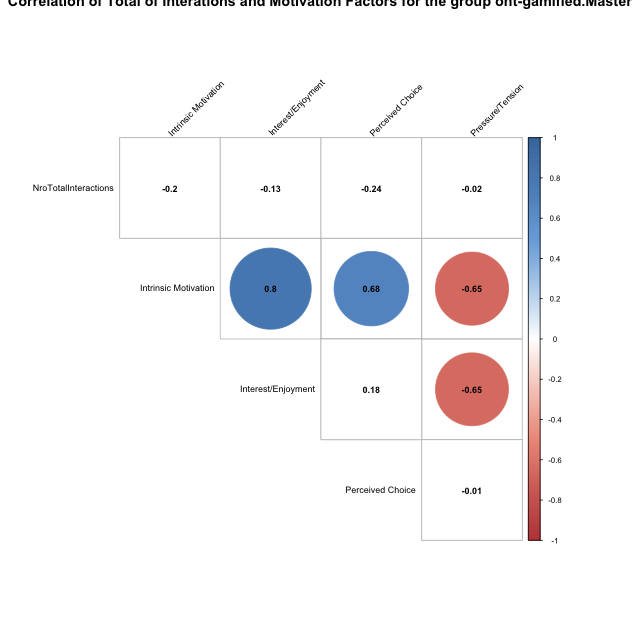 Correlation of Total of Interations and Motivation Factors for the group ont-gamified.Master
Intrinsic Motivation
Interest/Enjoyment
Perceived Choice
Pressure/Tension
NroTotalInteractions -0.2 -0.13 -0.24 -0.02
Intrinsic Motivation 0.8 0.68 -0.65
Interest/Enjoyment 0.18 -0.65
Perceived Choice -0.01
1
0.8
0.6
0.4
0.2
0
-0.2
-0.4
-0.6
-0.8
-1